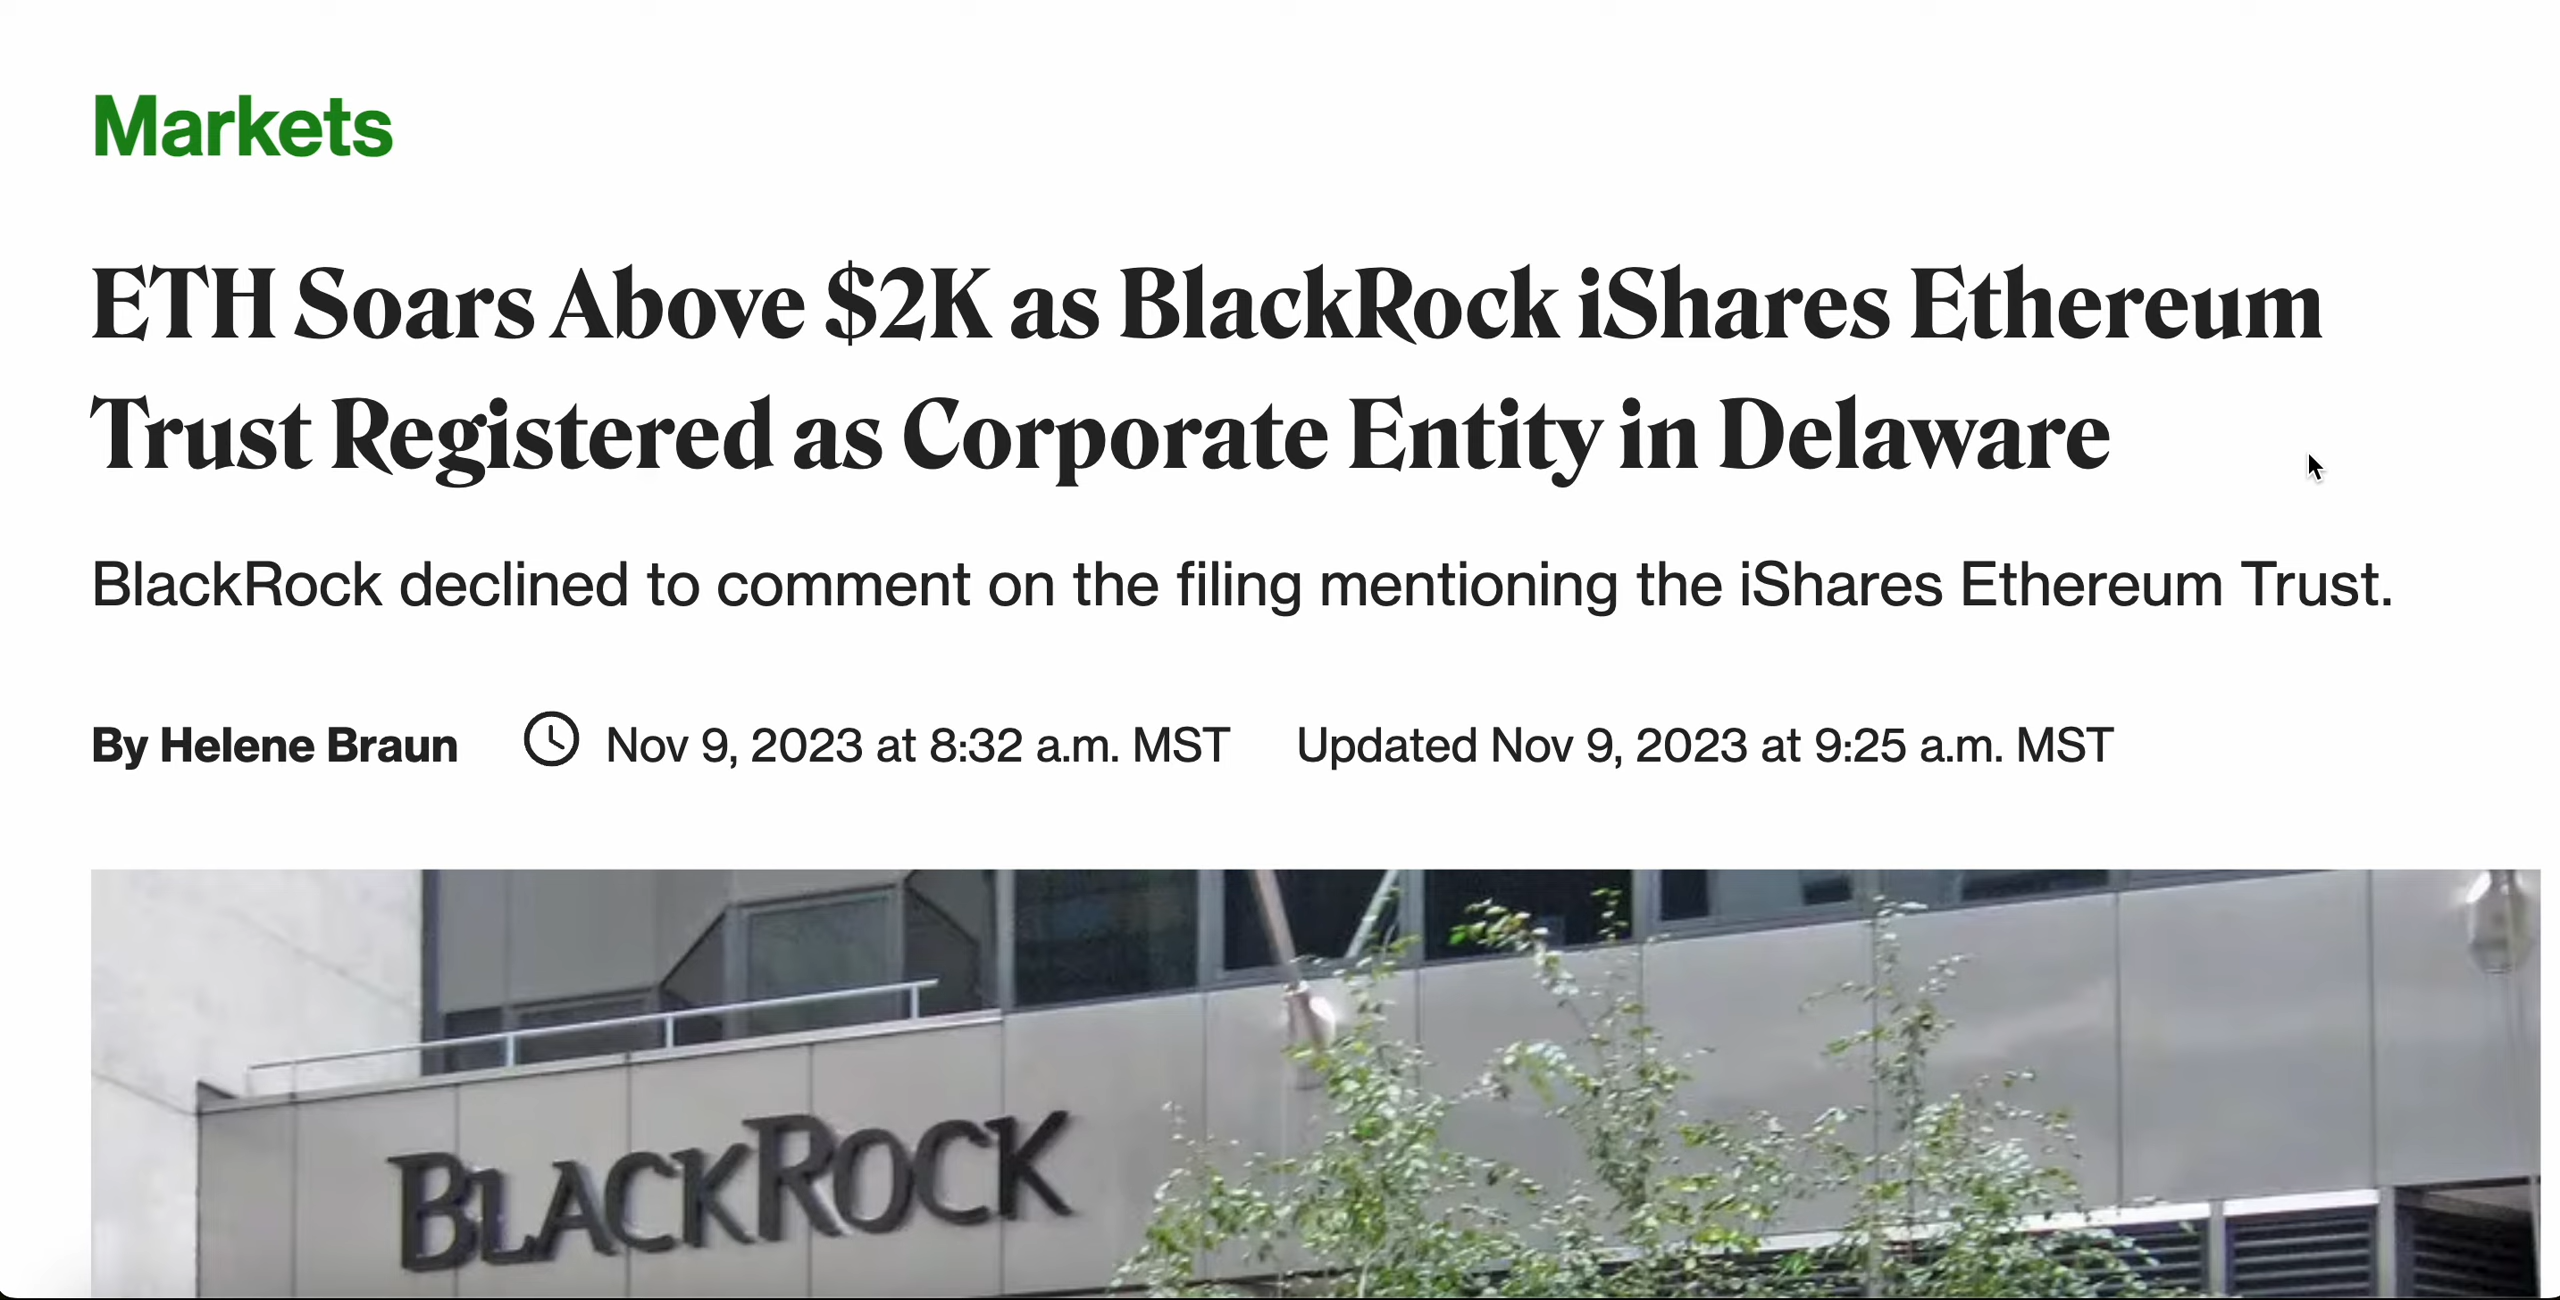 Markets
ETH Soars Above $2K as BlackRock iShares Ethereum
Trust Registered as Corporate Entity in Delaware
BlackRock declined to comment on the filing mentioning the iShares Ethereum Trust.
By Helene Braun Nov 9, 2023 at 8:32 a.m. MST Updated Nov 9, 2023 at 9:25 a.m. MST
BLACKROCK